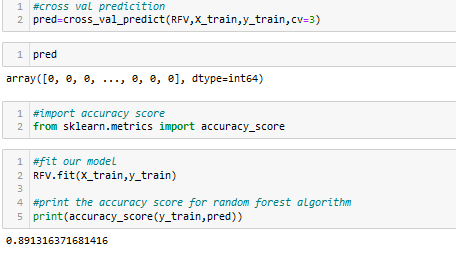 1 #cross val predicition
2 pred=cross_val_predict(RFV,X_train,y_train,cv=3)
1 pred
array([0, 0, 0, ..., 0, 0, 0], dtype=int64)
1 #import accuracy score
2 from sklearn.metrics import accuracy_score
1 #fit our model
2 RFV.fit(X_train,y_train)
3
4 #print the accuracy score for random forest algorithm
5 print(accuracy_score(y_train,pred))
0.891316371681416